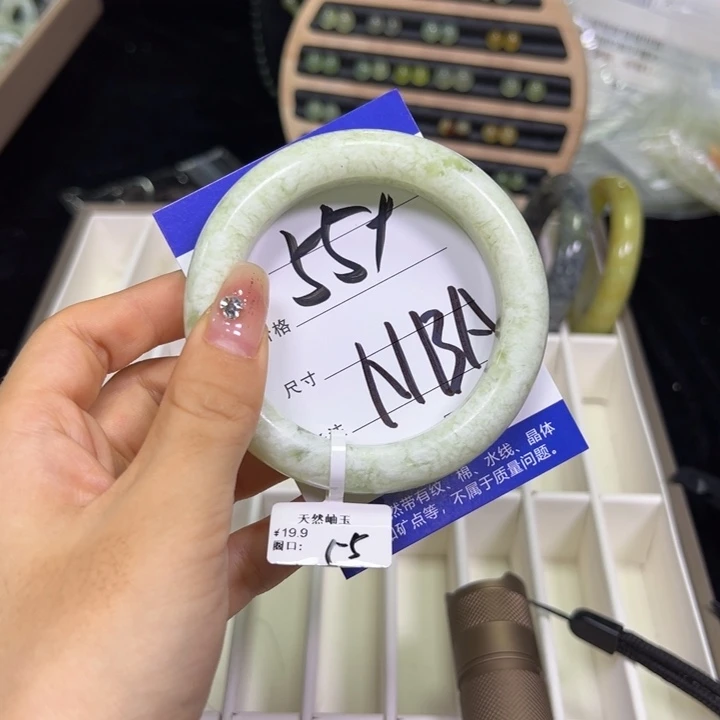 55+
格
尺寸
NBA
然带有纹、棉、水线、晶体
矿点等，不属于质量问题。
天然岫玉
¥19.9
圈口：